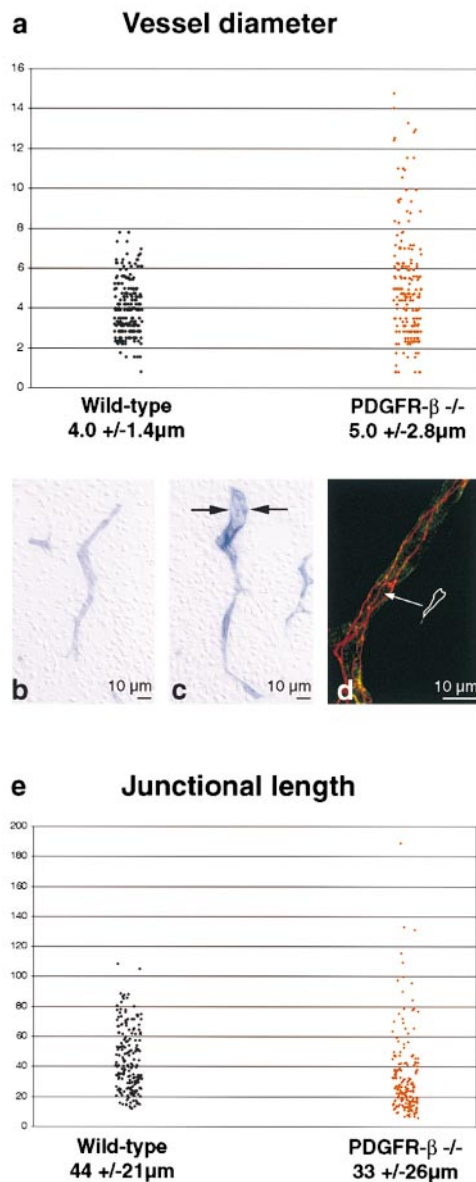 a Vessel diameter
16
14
12
10
8
6
4
2
0
Wild-type PDGFR-β -/-
4.0 +/-1.4µm 5.0 +/-2.8µm
b 10 µm c 10 µm d 10 µm
e Junctional length
200
180
160
140
120
100
80
60
40
20
0
Wild-type PDGFR-β -/-
44 +/-21µm 33 +/-26µm